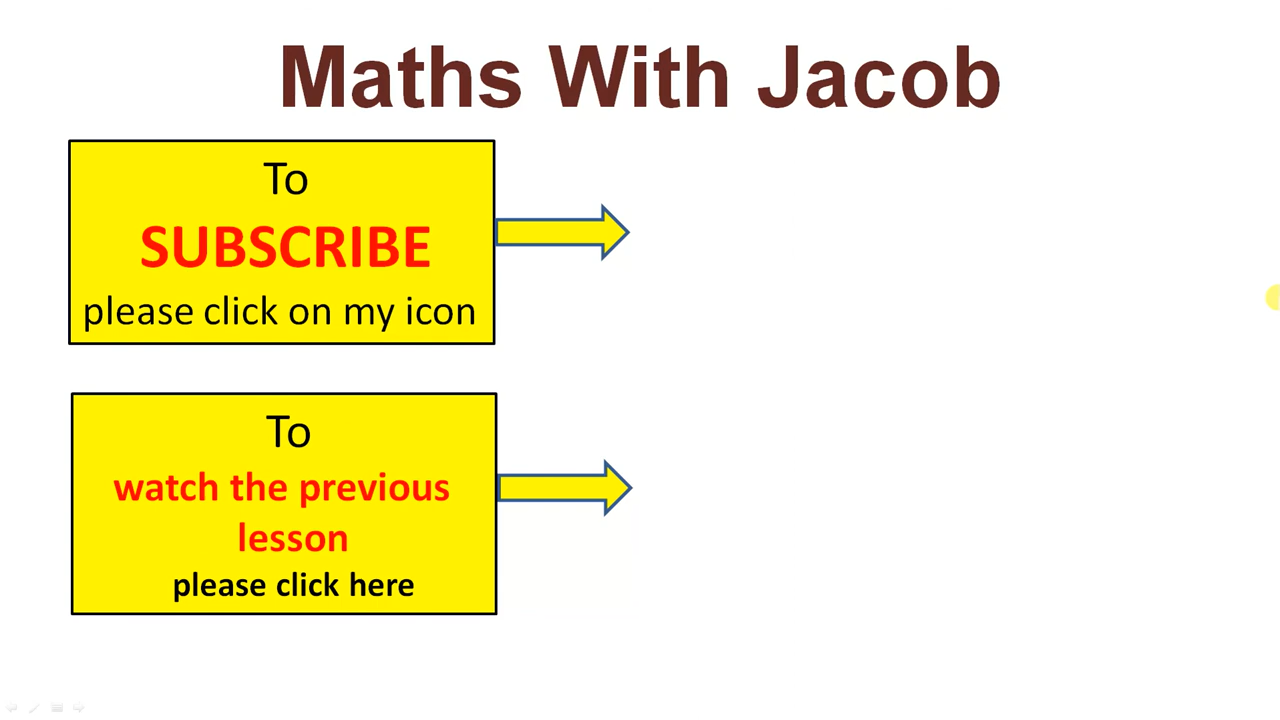 Maths With Jacob
To
SUBSCRIBE
please click on my icon
To
watch the previous
lesson
please click here